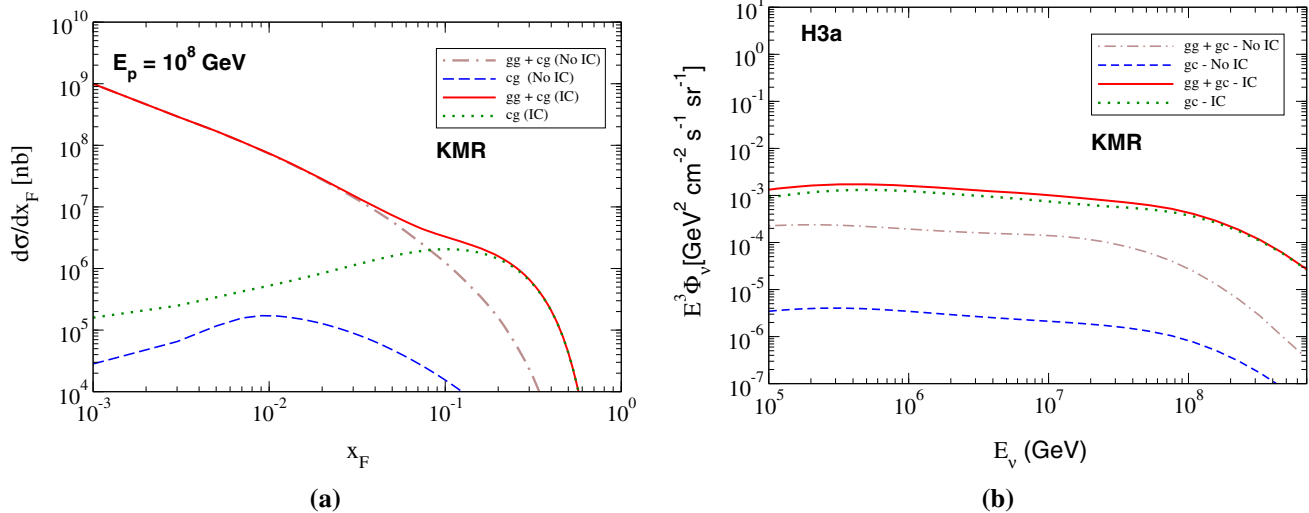 10^10
10^9
10^8
10^7
10^6
10^5
10^4
dσ/dx_F [nb]
E_p = 10^8 GeV
gg + cg (No IC)
cg (No IC)
gg + cg (IC)
cg (IC)
KMR
10^-3
10^-2
10^-1
10^0
x_F
(a)
10^1
10^0
10^-1
10^-2
10^-3
10^-4
10^-5
10^-6
10^-7
E^3Φ_ν[GeV^2 cm^-2 s^-1 sr^-1]
H3a
gg + gc - No IC
gc - No IC
gg + gc - IC
gc - IC
KMR
10^5
10^6
10^7
10^8
E_ν (GeV)
(b)